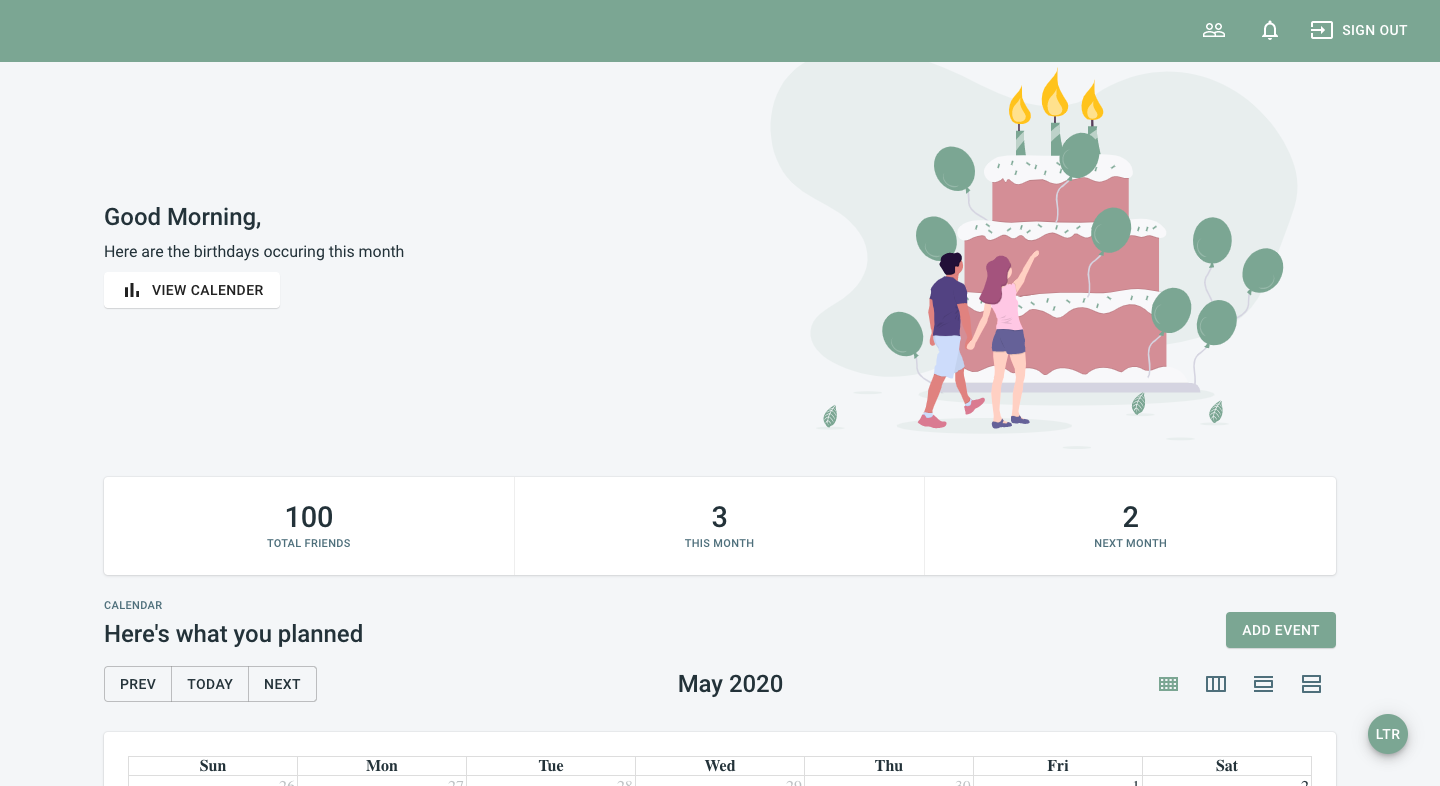 SIGN OUT
Good Morning,
Here are the birthdays occuring this month
VIEW CALENDER
100
TOTAL FRIENDS
3
THIS MONTH
2
NEXT MONTH
CALENDAR
Here's what you planned
ADD EVENT
PREV TODAY NEXT
May 2020
LTR
Sun Mon Tue Wed Thu Fri Sat
26 27 28 29 30 1 2